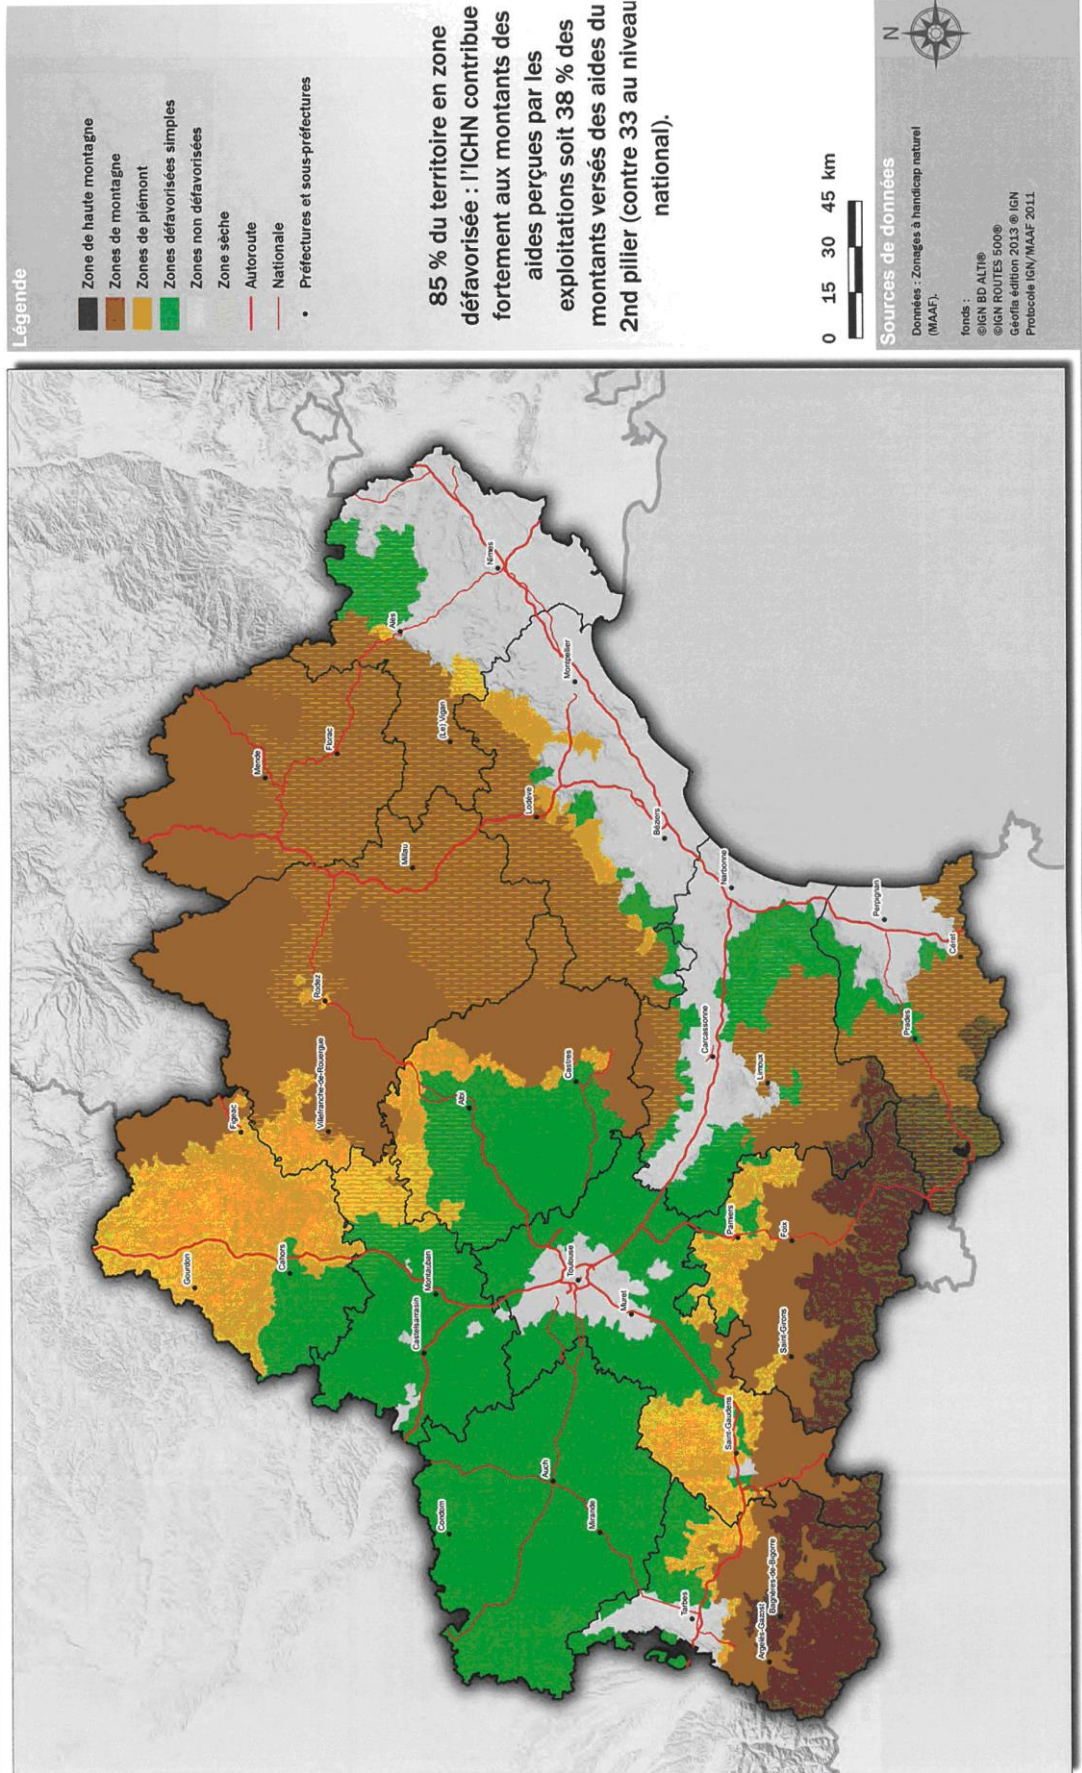 Légende
Zone de haute montagne
Zones de montagne
Zones de piémont
Zones défavorisées simples
Zones non défavorisées
Zone sèche
Autoroute
Nationale
Préfectures et sous-préfectures
85 % du territoire en zone
défavorisée : l'ICHN contribue
fortement aux montants des
aides perçues par les
exploitations soit 38 % des
montants versés des aides du
2nd pilier (contre 33 au niveau
national).
0 15 30 45 km
Sources de données
N
Données : Zonages à handicap naturel
(MAAF).
fonds :
©IGN BD ALTI®
©IGN ROUTES 500®
Géofla édition 2013 ® IGN
Protocole IGN/MAAF 2011
Gourdon
Figeac
Cahors
Villefranche-de-Rouergue
Rodez
Mende
Florac
Millau
(Le) Vigan
Alès
Nîmes
Montauban
Castelsarrasin
Condom
Albi
Castres
Lodève
Montpellier
Béziers
Auch
Mirande
Toulouse
Muret
Carcassonne
Narbonne
Tarbes
Saint-Gaudens
Pamiers
Limoux
Argelès-Gazost
Bagnères-de-Bigorre
Saint-Girons
Foix
Perpignan
Prades
Céret